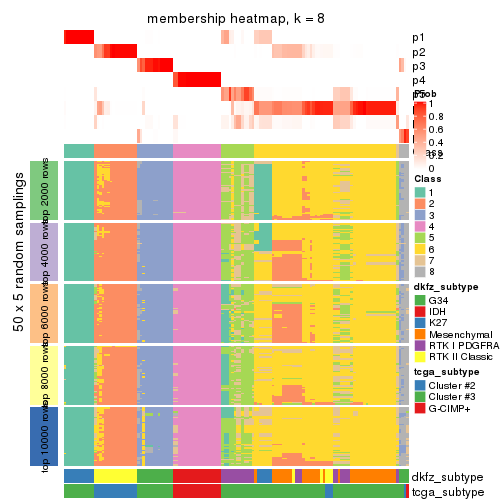 membership heatmap, k = 8
50 x 5 random samplings
top 2000 rows
top 4000 rows
top 6000 rows
top 8000 rows
top 10000 rows
p1
p2
p3
p4
Prob
1
0.8
0.6
0.4
0.2
0
Class
1
2
3
4
5
6
7
8
dkfz_subtype
G34
IDH
K27
Mesenchymal
RTK I PDGFRA
RTK II Classic
tcga_subtype
Cluster #2
Cluster #3
G-CIMP+
dkfz_subtype
tcga_subtype